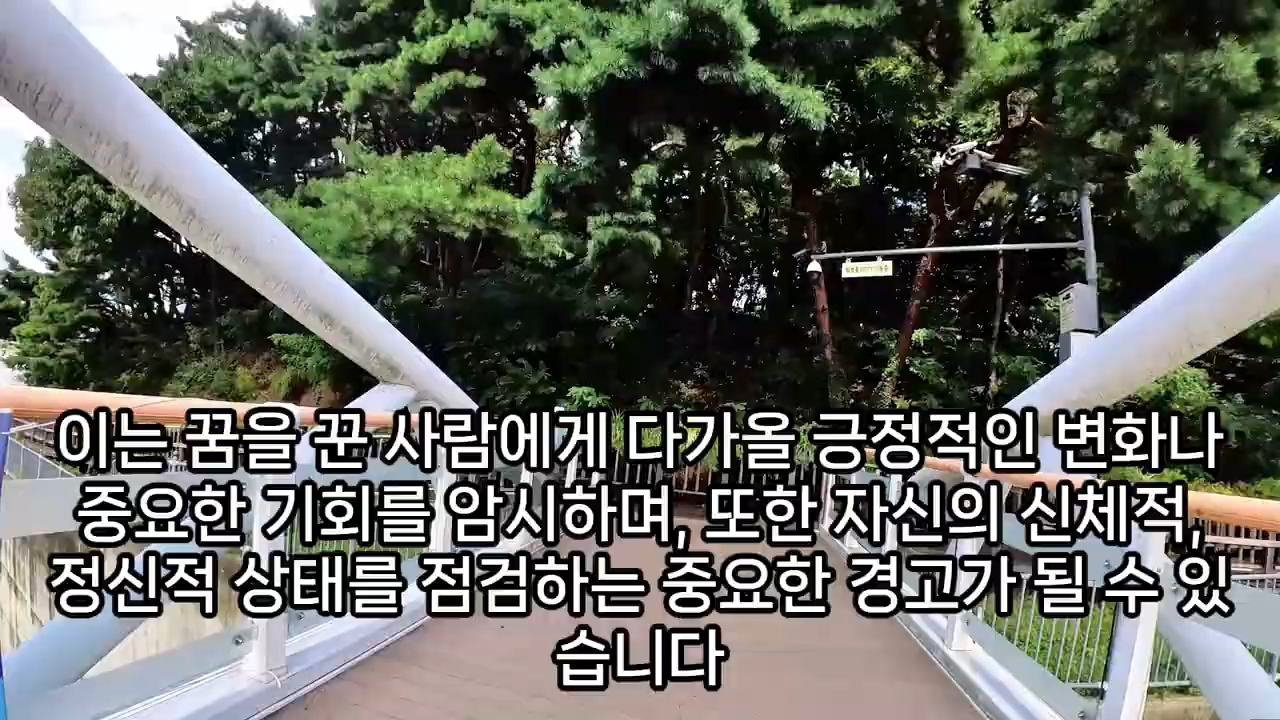 이는 꿈을 꾼 사람에게 다가올 긍정적인 변화나
중요한 기회를 암시하며, 또한 자신의 신체적,
정신적 상태를 점검하는 중요한 경고가 될 수 있
습니다